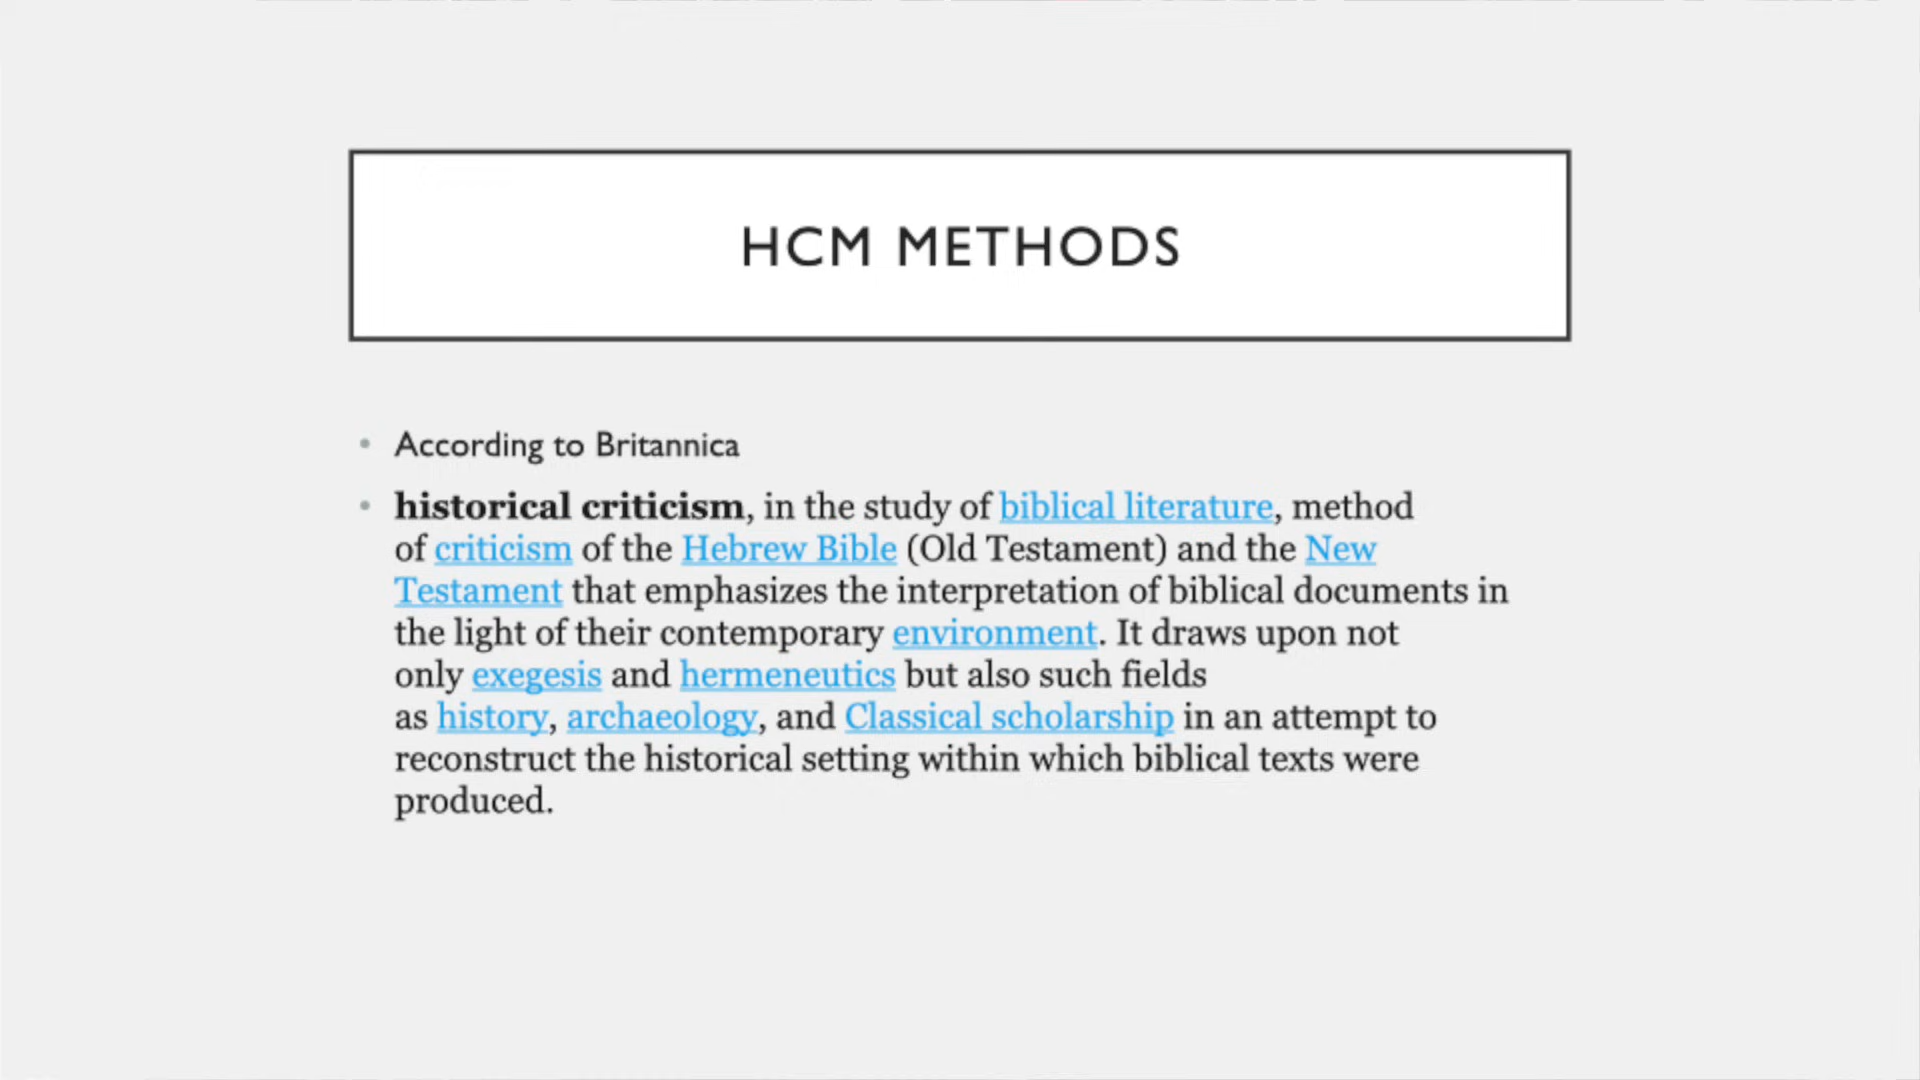 HCM METHODS
• According to Britannica
• historical criticism, in the study of biblical literature, method
of criticism of the Hebrew Bible (Old Testament) and the New
Testament that emphasizes the interpretation of biblical documents in
the light of their contemporary environment. It draws upon not
only exegesis and hermeneutics but also such fields
as history, archaeology, and Classical scholarship in an attempt to
reconstruct the historical setting within which biblical texts were
produced.